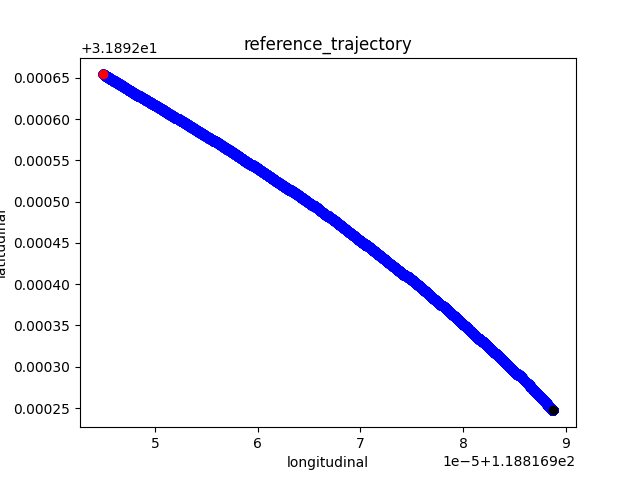 reference_trajectory
+3.1892e1
0.00065
0.00060
0.00055
0.00050
0.00045
0.00040
0.00035
0.00030
0.00025
latitudinal
5 6 7 8 9
longitudinal
1e−5+1.188169e2